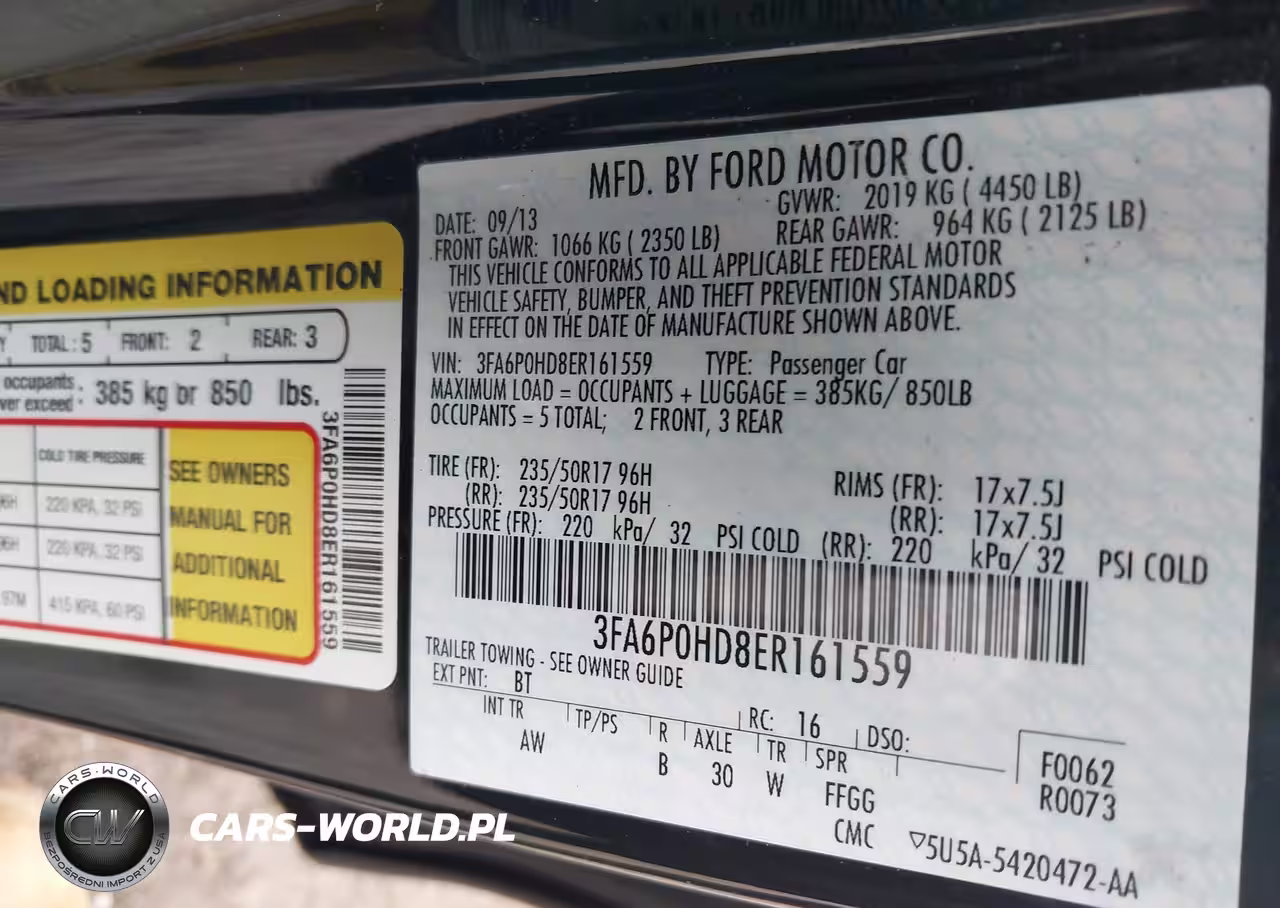 ND LOADING INFORMATION
TOTAL: 5 FRONT: 2 REAR: 3
occupants
ver exceed : 385 kg or 850 lbs.
COLD TIRE PRESSURE
220 KPA, 32 PSI
220 KPA, 32 PSI
97M 415 KPA, 60 PSI
SEE OWNERS
MANUAL FOR
ADDITIONAL
INFORMATION
3FA6P0HD8ER161559
MFD. BY FORD MOTOR CO.
DATE: 09/13 GVWR: 2019 KG ( 4450 LB)
FRONT GAWR: 1066 KG ( 2350 LB) REAR GAWR: 964 KG ( 2125 LB)
THIS VEHICLE CONFORMS TO ALL APPLICABLE FEDERAL MOTOR
VEHICLE SAFETY, BUMPER, AND THEFT PREVENTION STANDARDS
IN EFFECT ON THE DATE OF MANUFACTURE SHOWN ABOVE.
VIN: 3FA6P0HD8ER161559 TYPE: Passenger Car
MAXIMUM LOAD = OCCUPANTS + LUGGAGE = 385KG/ 850LB
OCCUPANTS = 5 TOTAL; 2 FRONT, 3 REAR
TIRE (FR): 235/50R17 96H RIMS (FR): 17x7.5J
(RR): 235/50R17 96H (RR): 17x7.5J
PRESSURE (FR): 220 kPa/ 32 PSI COLD (RR): 220 kPa/ 32 PSI COLD
3FA6P0HD8ER161559
TRAILER TOWING - SEE OWNER GUIDE
EXT PNT: BT RC: 16 DSO:
INT TR TP/PS R AXLE TR SPR
AW B 30 W FFGG
CMC
F0062
R0073
▽5U5A-5420472-AA
CARS-WORLD
CW
BEZPOŚREDNI IMPORT Z USA
CARS-WORLD.PL